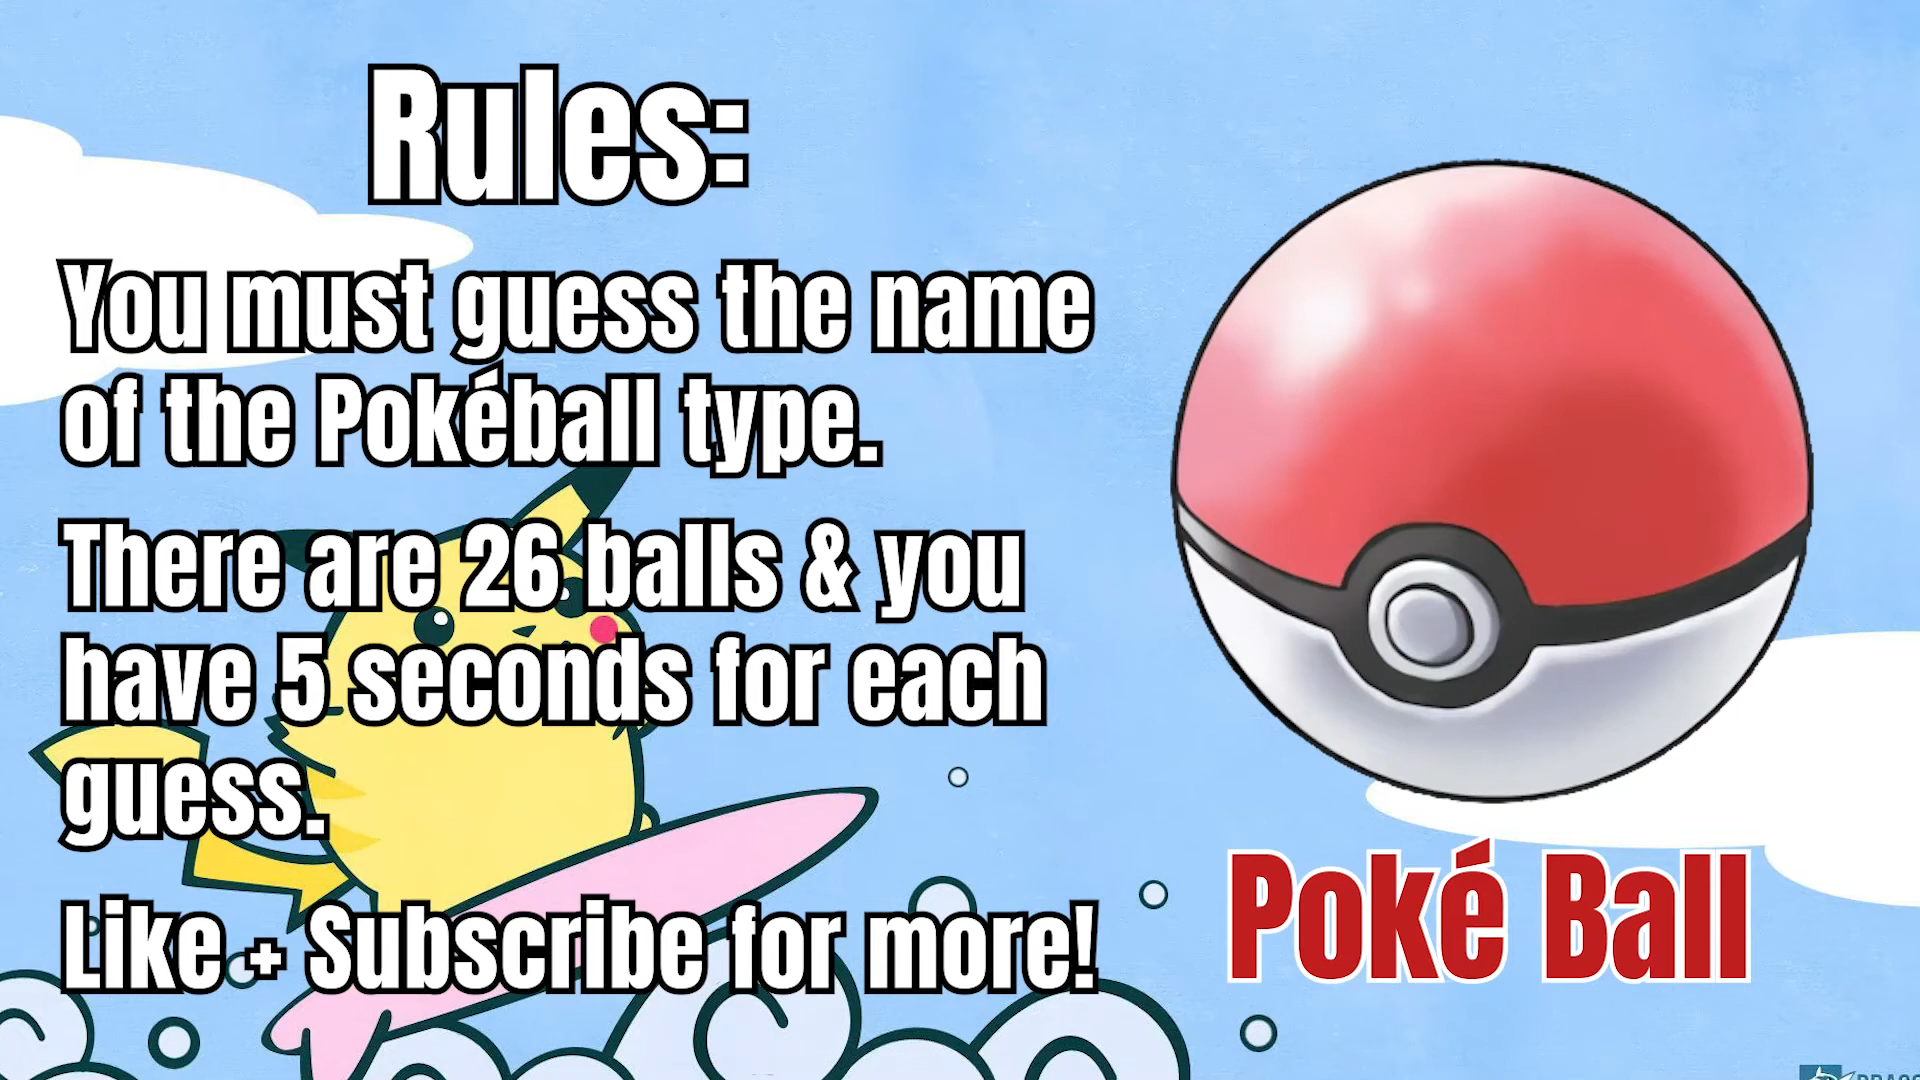 Rules:
You must guess the name
of the Pokéball type.
There are 26 balls & you
have 5 seconds for each
guess.
Like + Subscribe for more!
Poké Ball